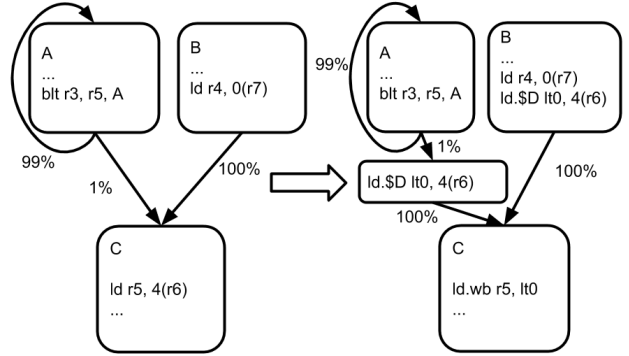 A
...
blt r3, r5, A
99%
B
...
ld r4, 0(r7)
1%
100%
C
ld r5, 4(r6)
...
A
...
blt r3, r5, A
99%
B
...
ld r4, 0(r7)
ld.$D lt0, 4(r6)
1%
ld.$D lt0, 4(r6)
100%
100%
C
ld.wb r5, lt0
...